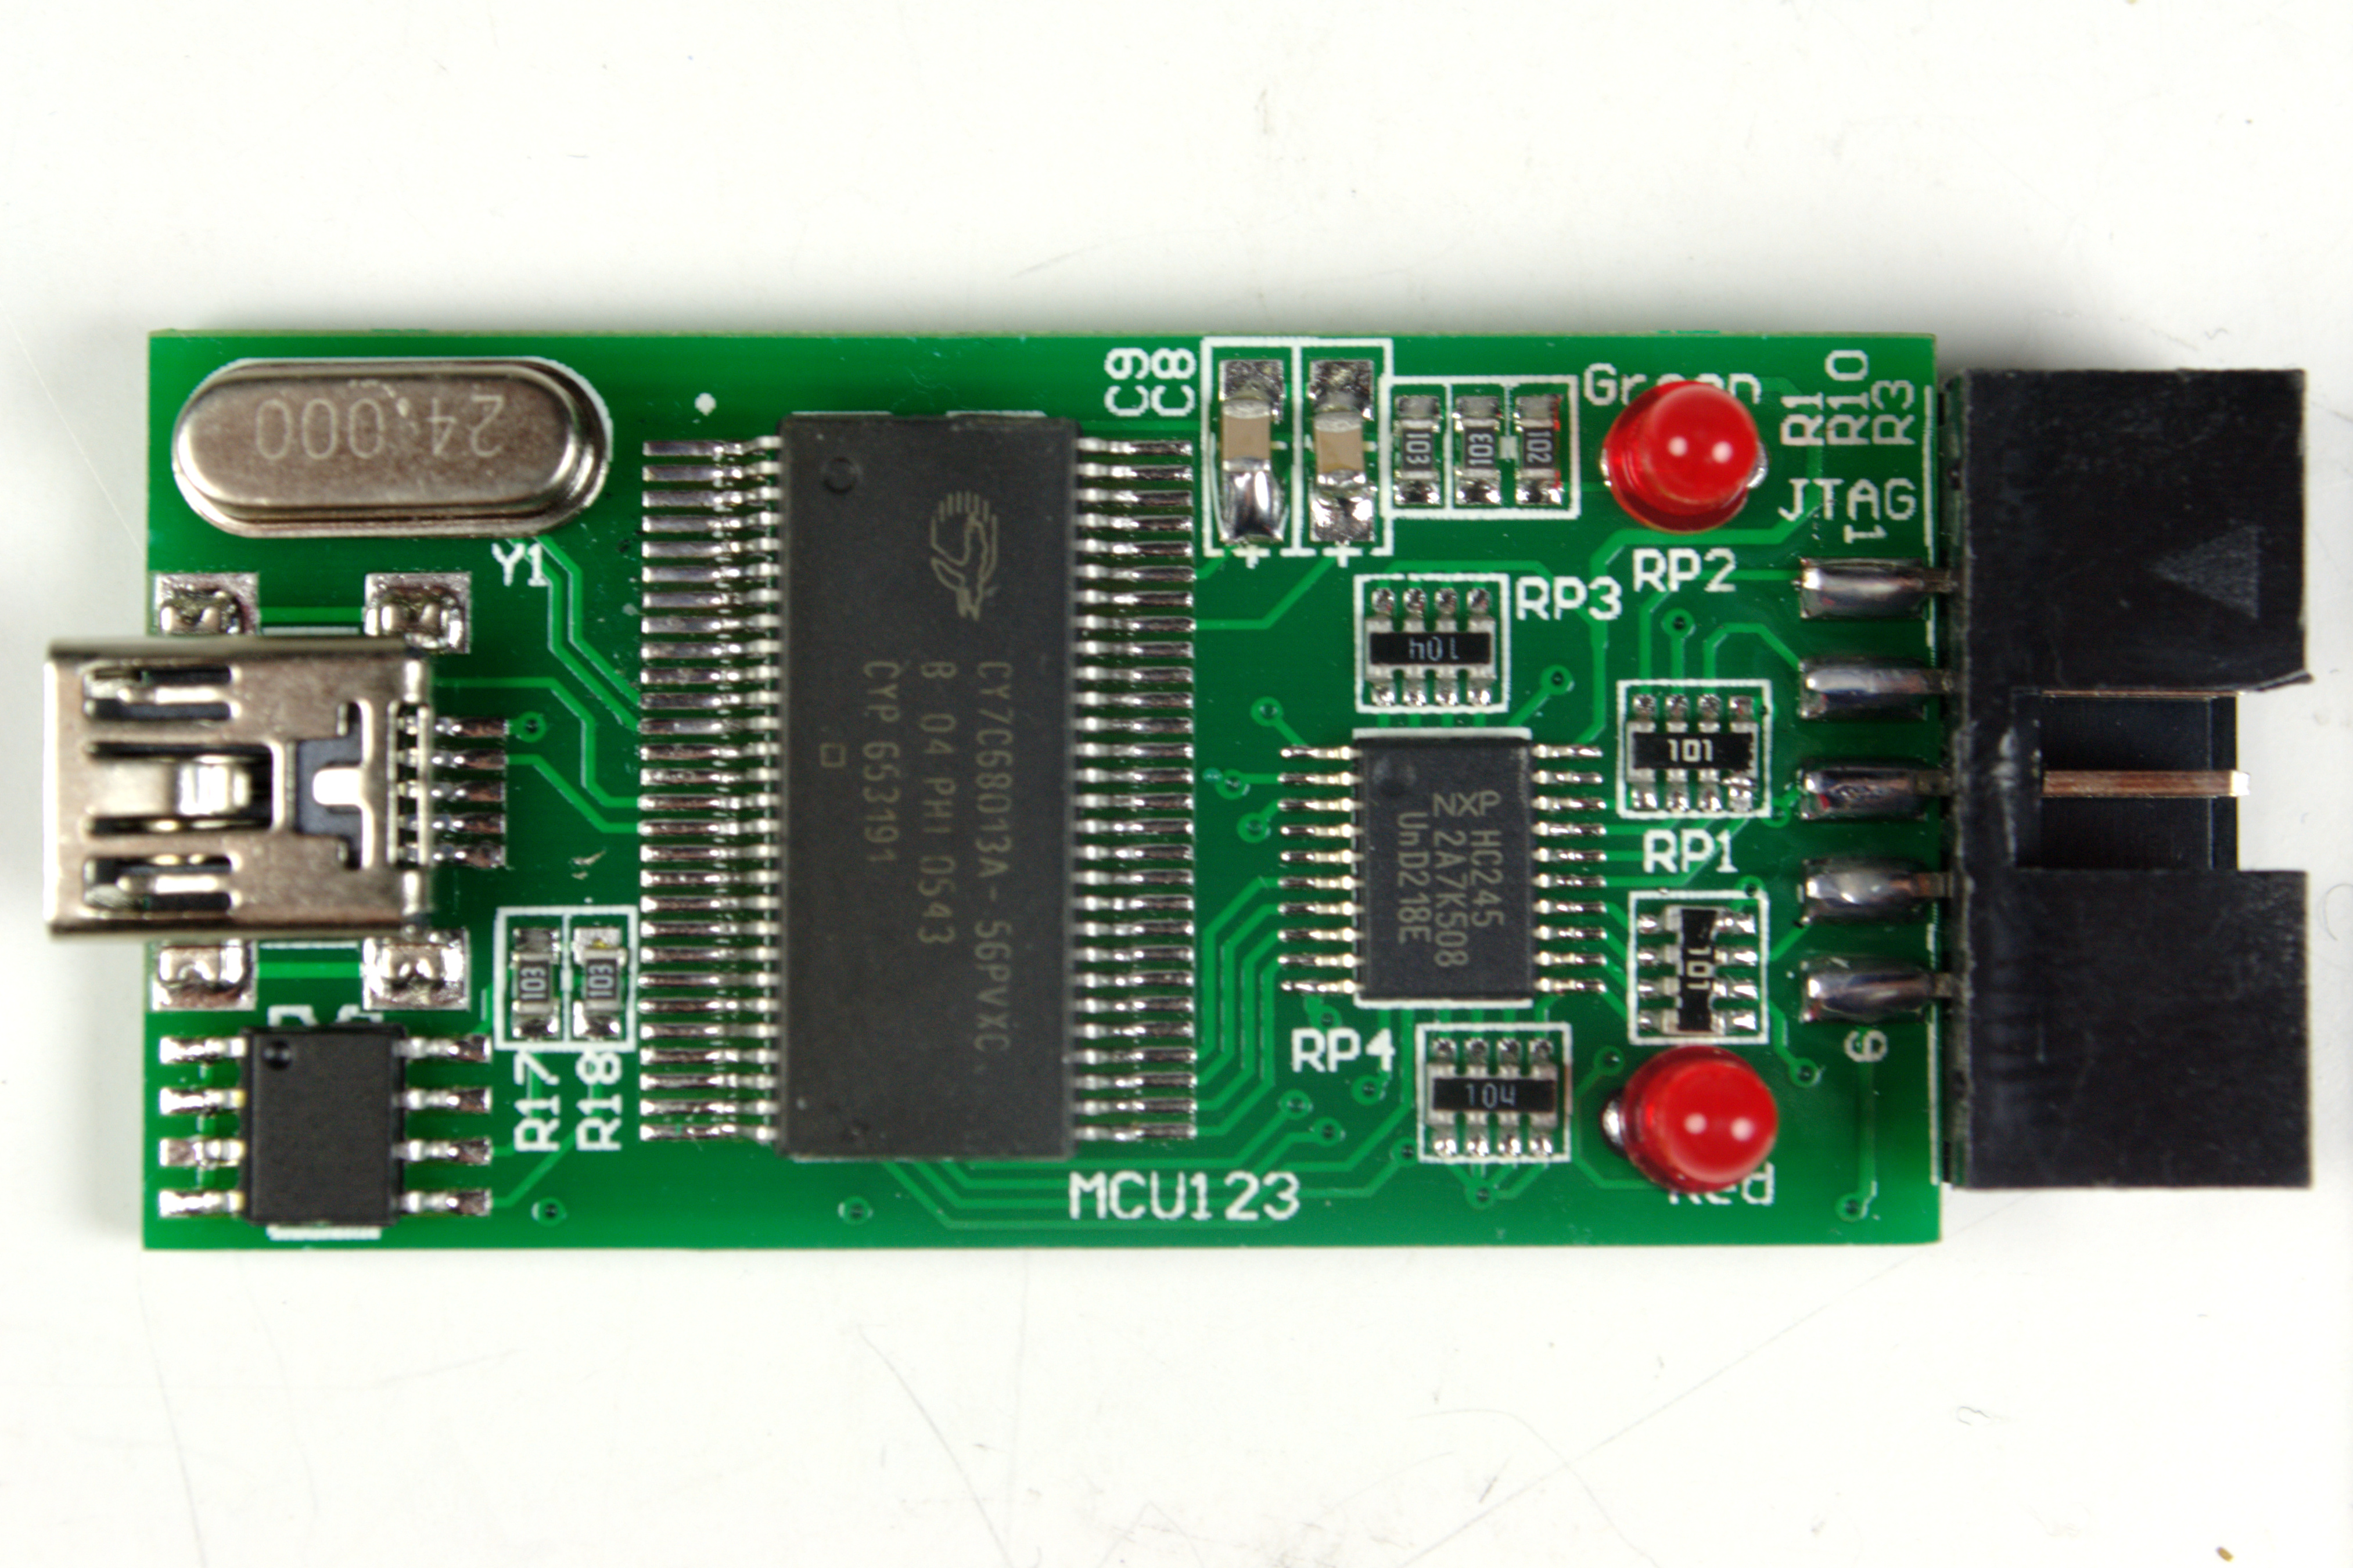 24.000
Y1
C9
C8
103
103
102
Green
R1
R10
R3
JTAG
1
CY7C68013A-56PVXC
B 04 PHI 0543
CYP 653191
RP3
104
RP2
101
RP1
101
NXP HC245
2A7K508
UnD218E
103
103
R17
R18
RP4
104
9
Red
MCU123